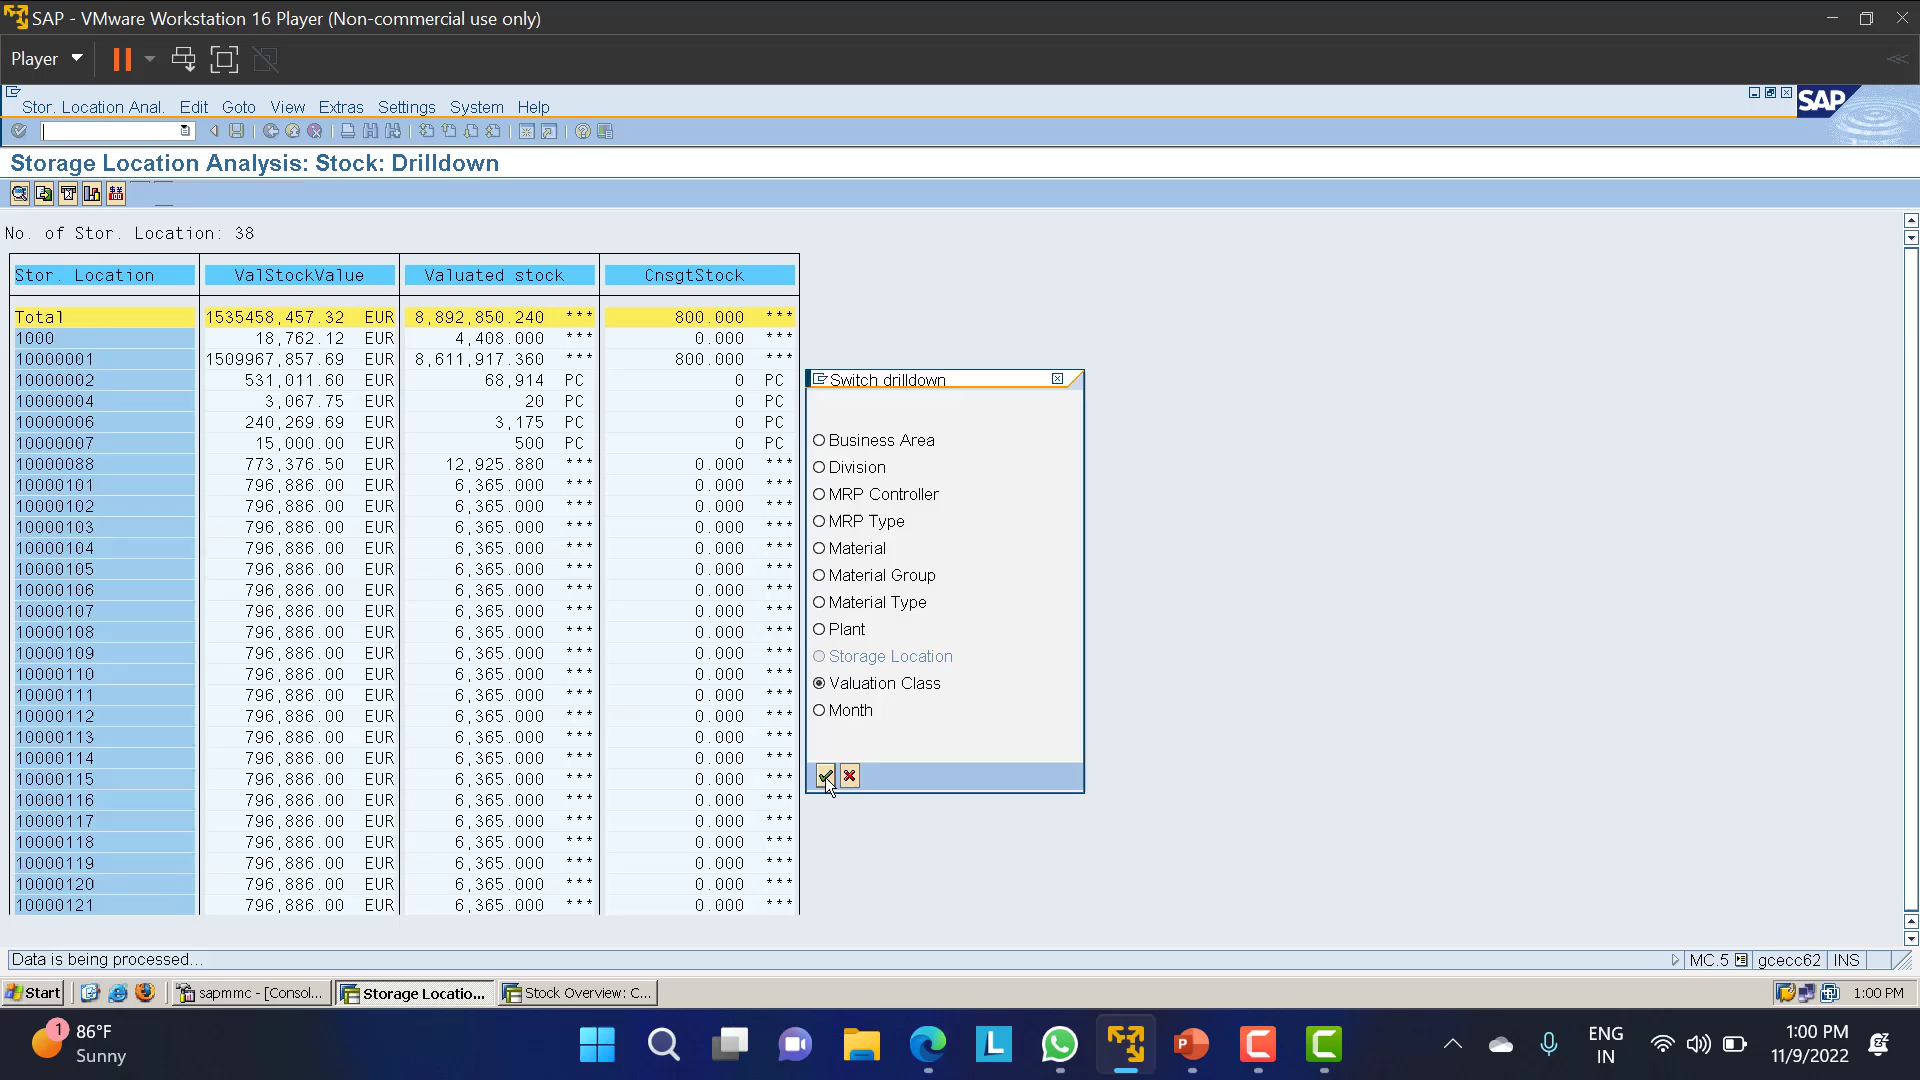 SAP - VMware Workstation 16 Player (Non-commercial use only)
Player
Stor. Location Anal. Edit Goto View Extras Settings System Help
SAP
Storage Location Analysis: Stock: Drilldown
No. of Stor. Location: 38
Stor. Location ValStockValue Valuated stock CnsgtStock
Total 1535458,457.32 EUR 8,892,850.240 *** 800.000 ***
1000 18,762.12 EUR 4,408.000 *** 0.000 ***
10000001 1509967,857.69 EUR 8,611,917.360 *** 800.000 ***
10000002 531,011.60 EUR 68,914 PC 0 PC
10000004 3,067.75 EUR 20 PC 0 PC
10000006 240,269.69 EUR 3,175 PC 0 PC
10000007 15,000.00 EUR 500 PC 0 PC
10000088 773,376.50 EUR 12,925.880 *** 0.000 ***
10000101 796,886.00 EUR 6,365.000 *** 0.000 ***
10000102 796,886.00 EUR 6,365.000 *** 0.000 ***
10000103 796,886.00 EUR 6,365.000 *** 0.000 ***
10000104 796,886.00 EUR 6,365.000 *** 0.000 ***
10000105 796,886.00 EUR 6,365.000 *** 0.000 ***
10000106 796,886.00 EUR 6,365.000 *** 0.000 ***
10000107 796,886.00 EUR 6,365.000 *** 0.000 ***
10000108 796,886.00 EUR 6,365.000 *** 0.000 ***
10000109 796,886.00 EUR 6,365.000 *** 0.000 ***
10000110 796,886.00 EUR 6,365.000 *** 0.000 ***
10000111 796,886.00 EUR 6,365.000 *** 0.000 ***
10000112 796,886.00 EUR 6,365.000 *** 0.000 ***
10000113 796,886.00 EUR 6,365.000 *** 0.000 ***
10000114 796,886.00 EUR 6,365.000 *** 0.000 ***
10000115 796,886.00 EUR 6,365.000 *** 0.000 ***
10000116 796,886.00 EUR 6,365.000 *** 0.000 ***
10000117 796,886.00 EUR 6,365.000 *** 0.000 ***
10000118 796,886.00 EUR 6,365.000 *** 0.000 ***
10000119 796,886.00 EUR 6,365.000 *** 0.000 ***
10000120 796,886.00 EUR 6,365.000 *** 0.000 ***
10000121 796,886.00 EUR 6,365.000 *** 0.000 ***
Switch drilldown
Business Area
Division
MRP Controller
MRP Type
Material
Material Group
Material Type
Plant
Storage Location
Valuation Class
Month
Data is being processed... MC.5 gcecc62 INS
Start sapmmc - [Consol... Storage Locatio... Stock Overview: C... 1:00 PM
1 86°F
Sunny
L
P
C
C
ENG
IN
1:00 PM
11/9/2022